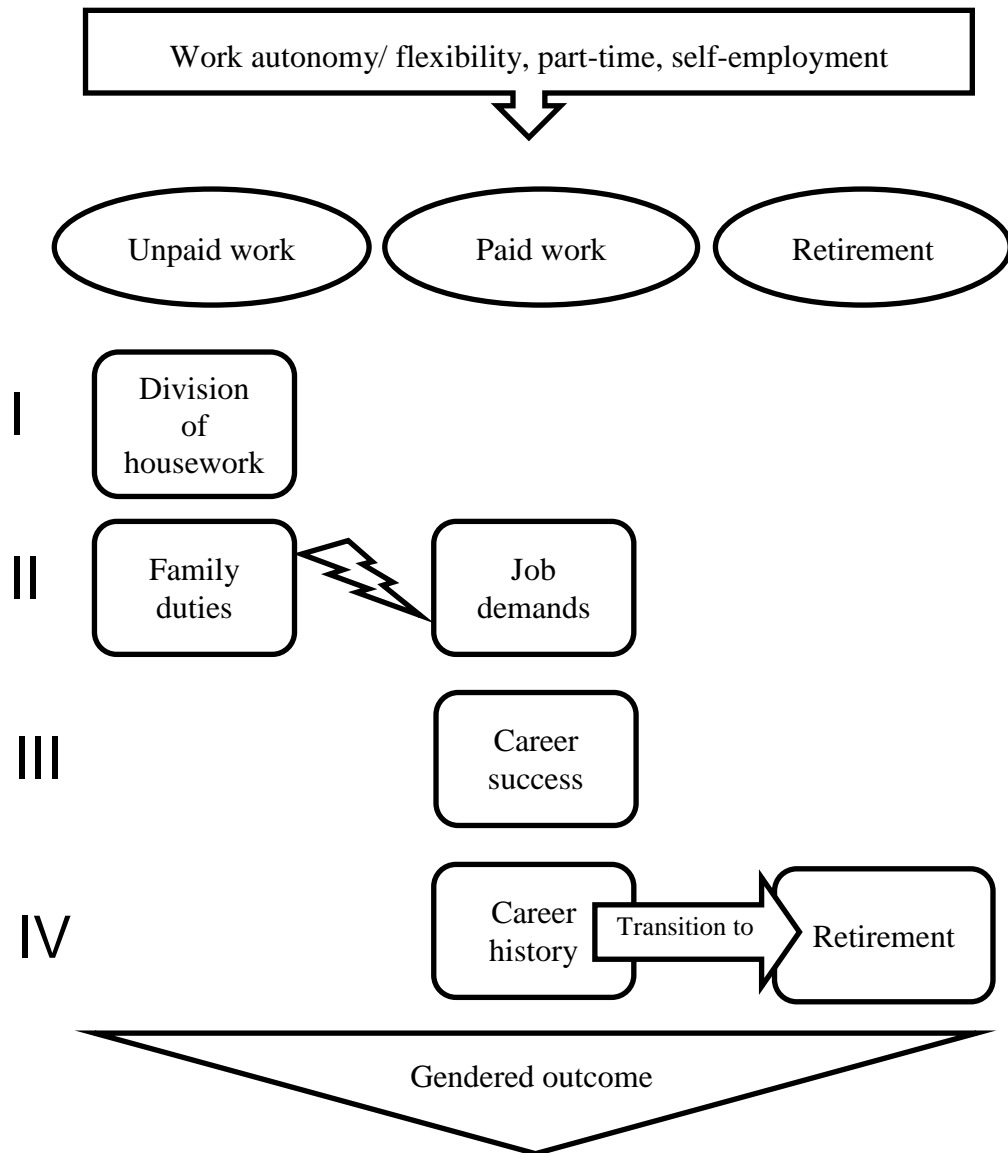 Work autonomy/ flexibility, part-time, self-employment
Unpaid work
Paid work
Retirement
I
Division
of
housework
II
Family
duties
Job
demands
III
Career
success
IV
Career
history
Transition to
Retirement
Gendered outcome